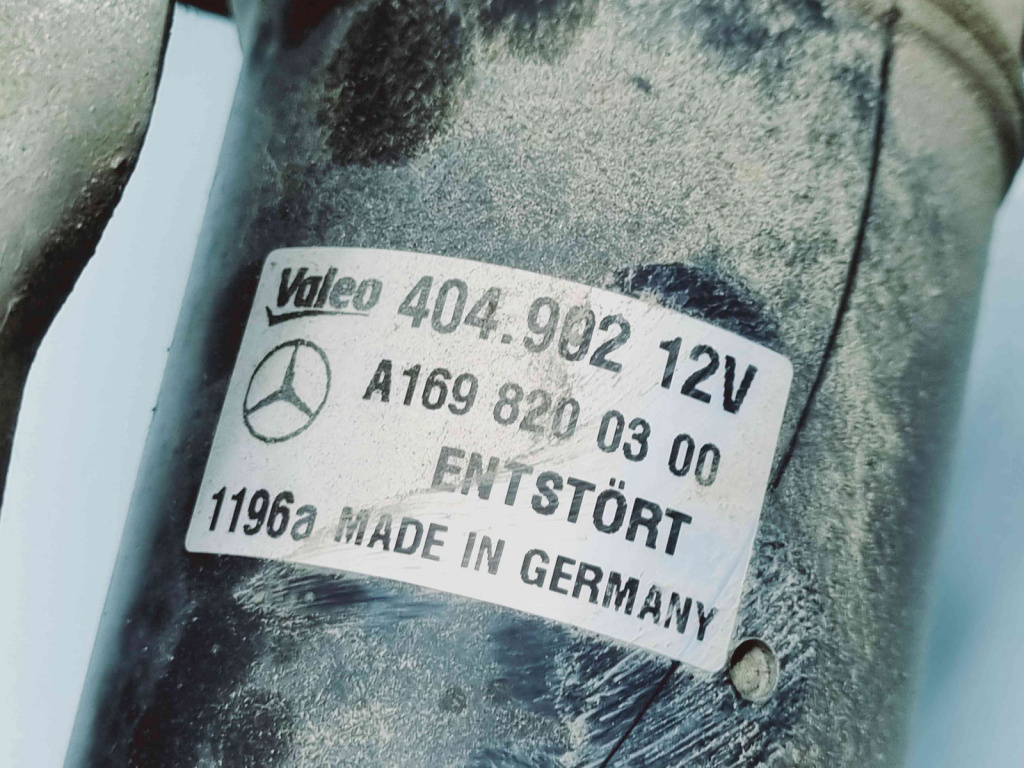 Valeo 404.902 12V
A169 820 03 00
ENTSTÖRT
1196a MADE IN GERMANY